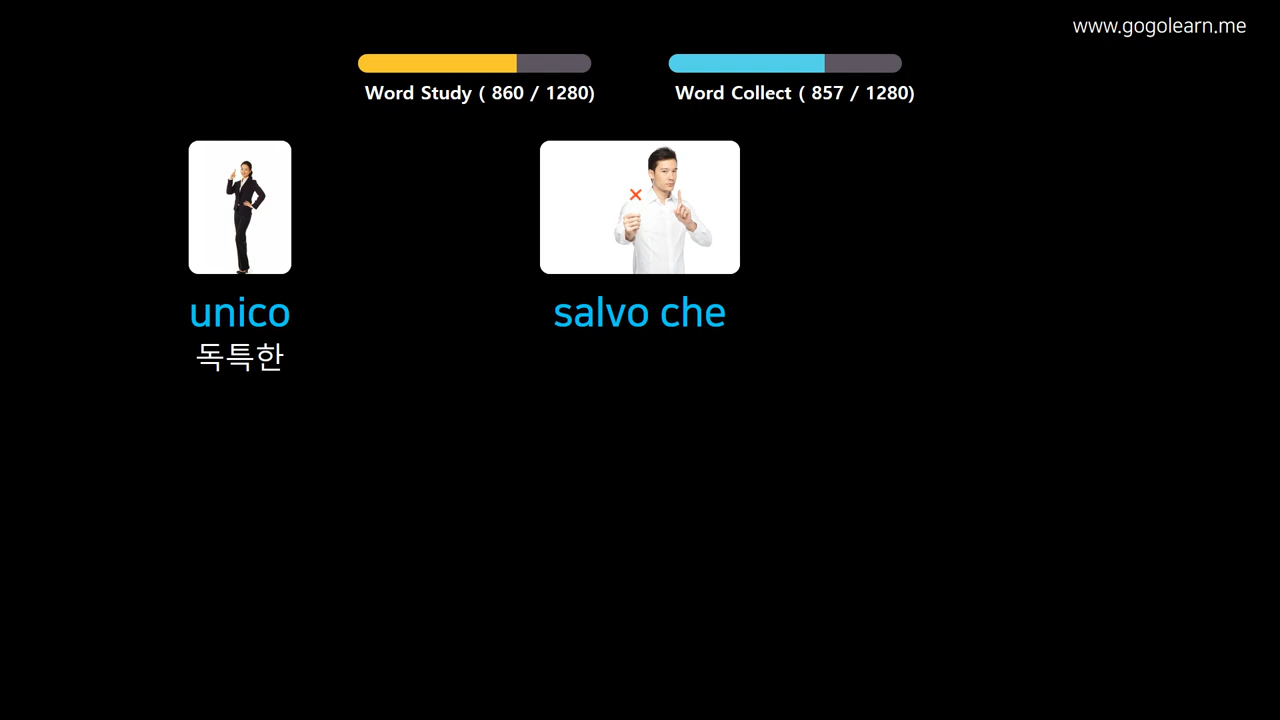 www.gogolearn.me
Word Study ( 860 / 1280)
Word Collect ( 857 / 1280)
unico
독특한
salvo che